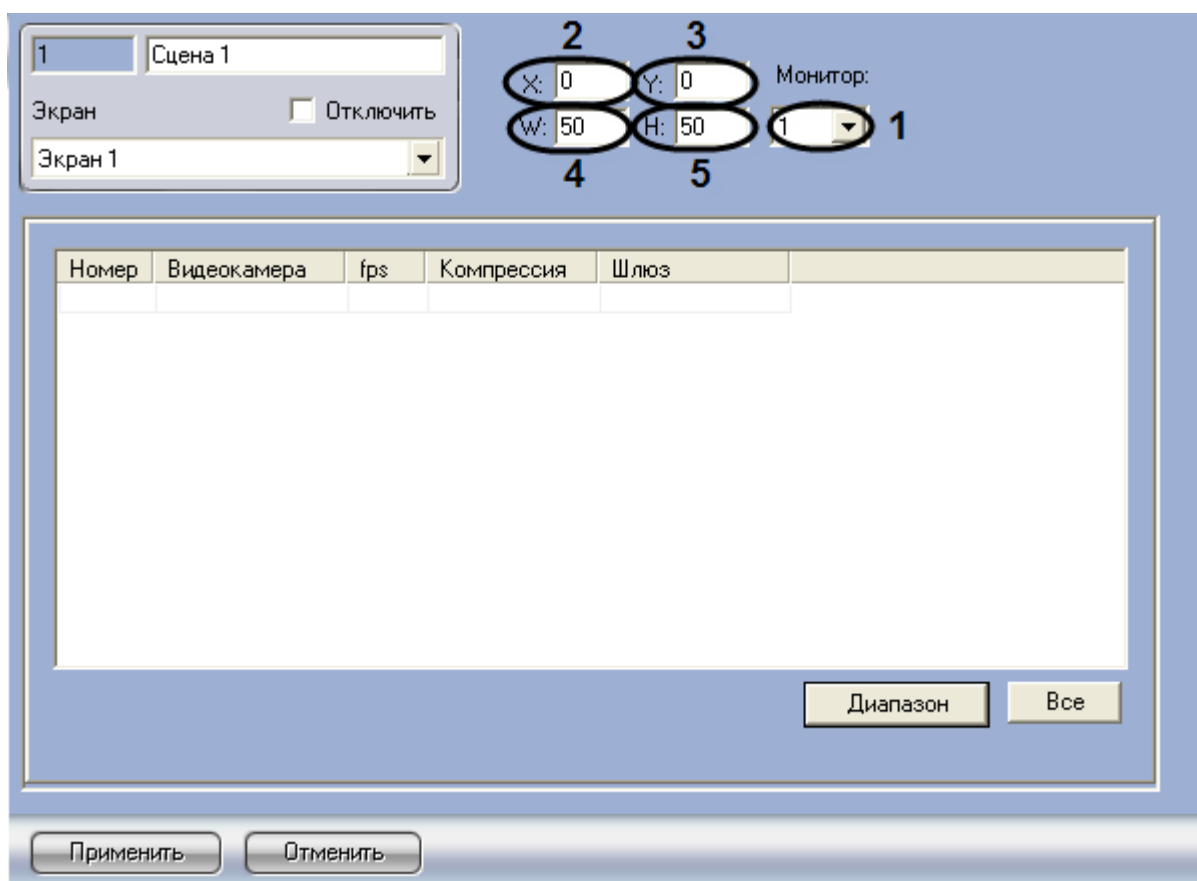 2 3
1 Сцена 1
X: 0 Y: 0 Монитор:
Экран Отключить
W: 50 H: 50 1 1
Экран 1
4 5
Номер Видеокамера fps Компрессия Шлюз
Диапазон Все
Применить Отменить